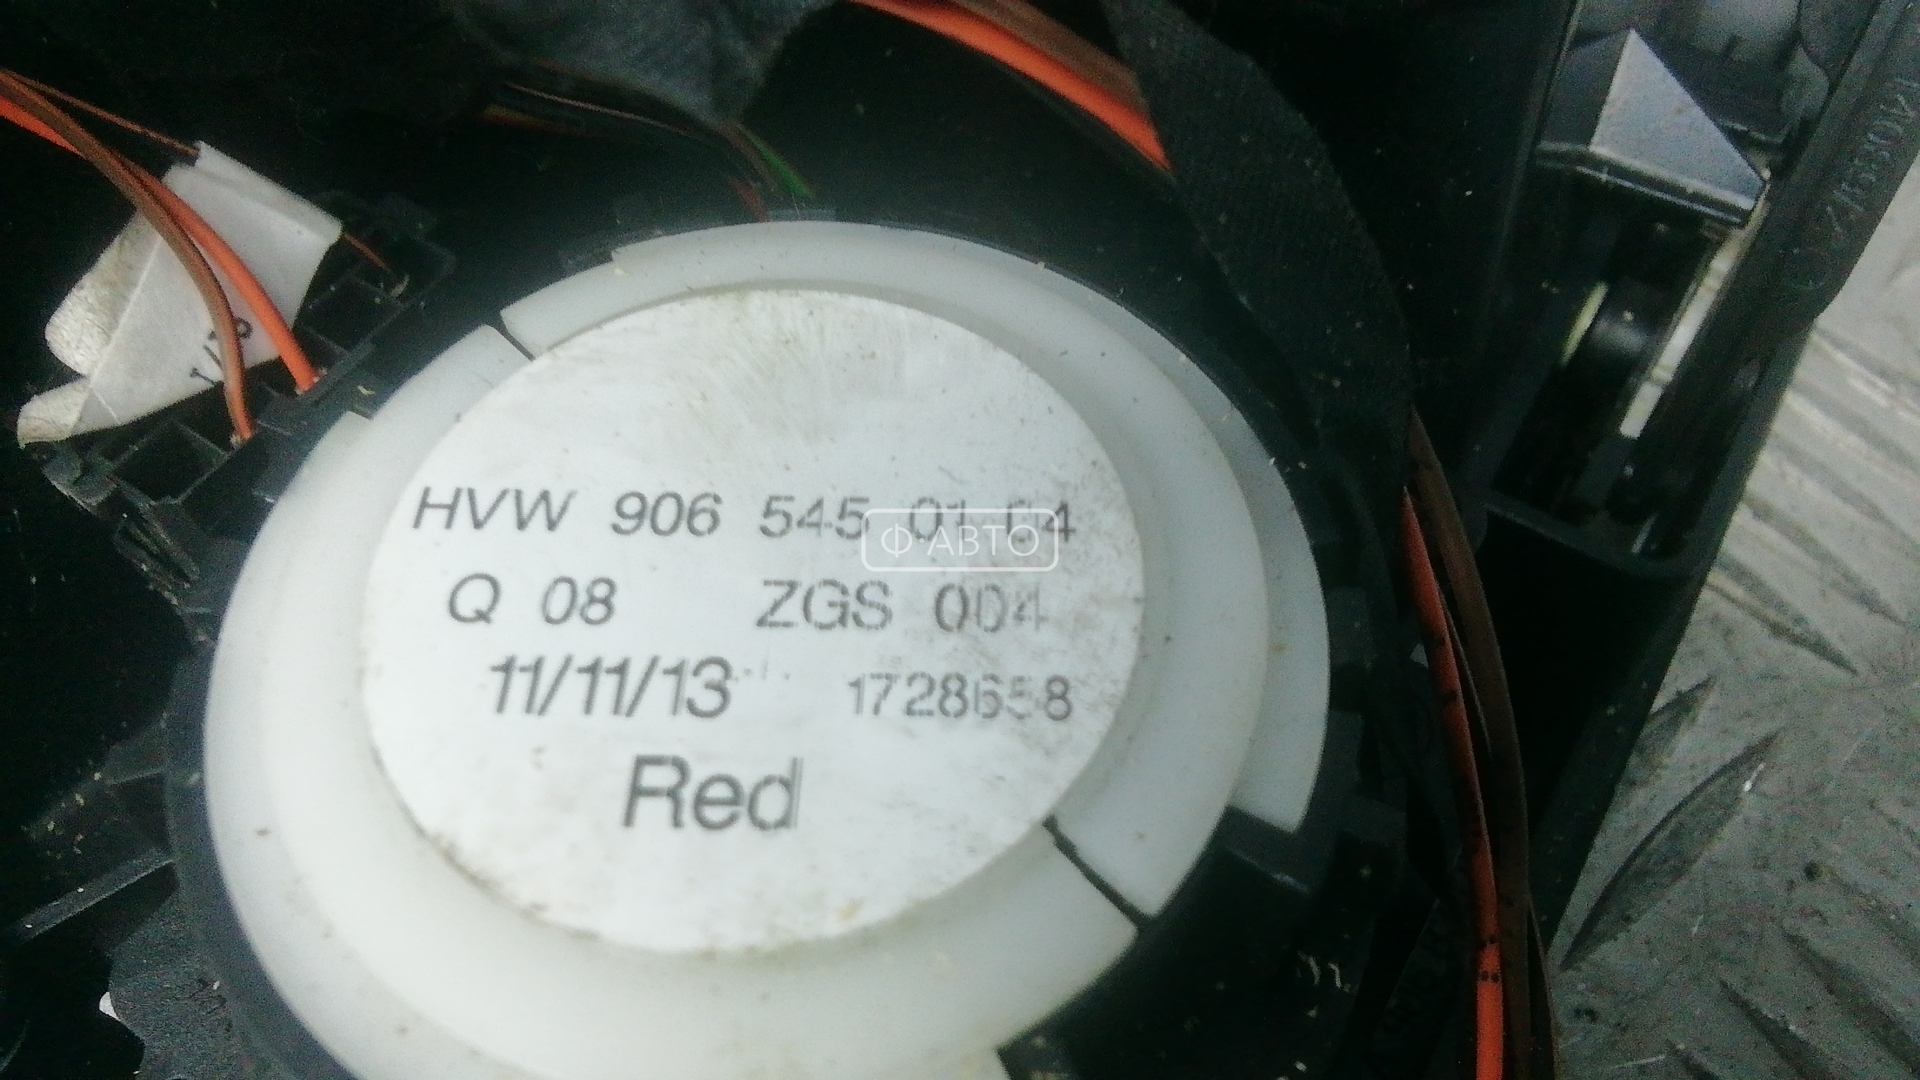 HVW 906 545 01 04
Q 08 ZGS 004
11/11/13 1728658
Red
Ф-АВТО